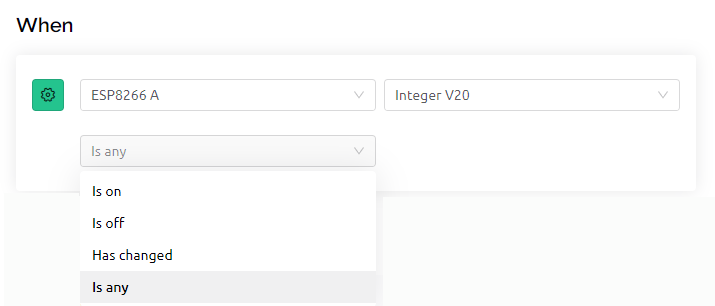 When
ESP8266 A
Integer V20
Is any
Is on
Is off
Has changed
Is any